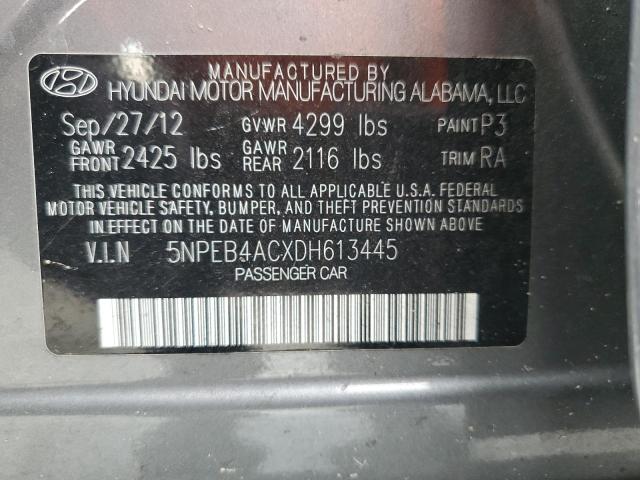 MANUFACTURED BY
HYUNDAI MOTOR MANUFACTURING ALABAMA, LLC
Sep/27/12 GVWR 4299 lbs PAINT P3
GAWR FRONT 2425 lbs GAWR REAR 2116 lbs TRIM RA
THIS VEHICLE CONFORMS TO ALL APPLICABLE U.S.A. FEDERAL
MOTOR VEHICLE SAFETY, BUMPER, AND THEFT PREVENTION STANDARDS
IN EFFECT ON THE DATE OF MANUFACTURE SHOWN ABOVE
V.I.N 5NPEB4ACXDH613445
PASSENGER CAR